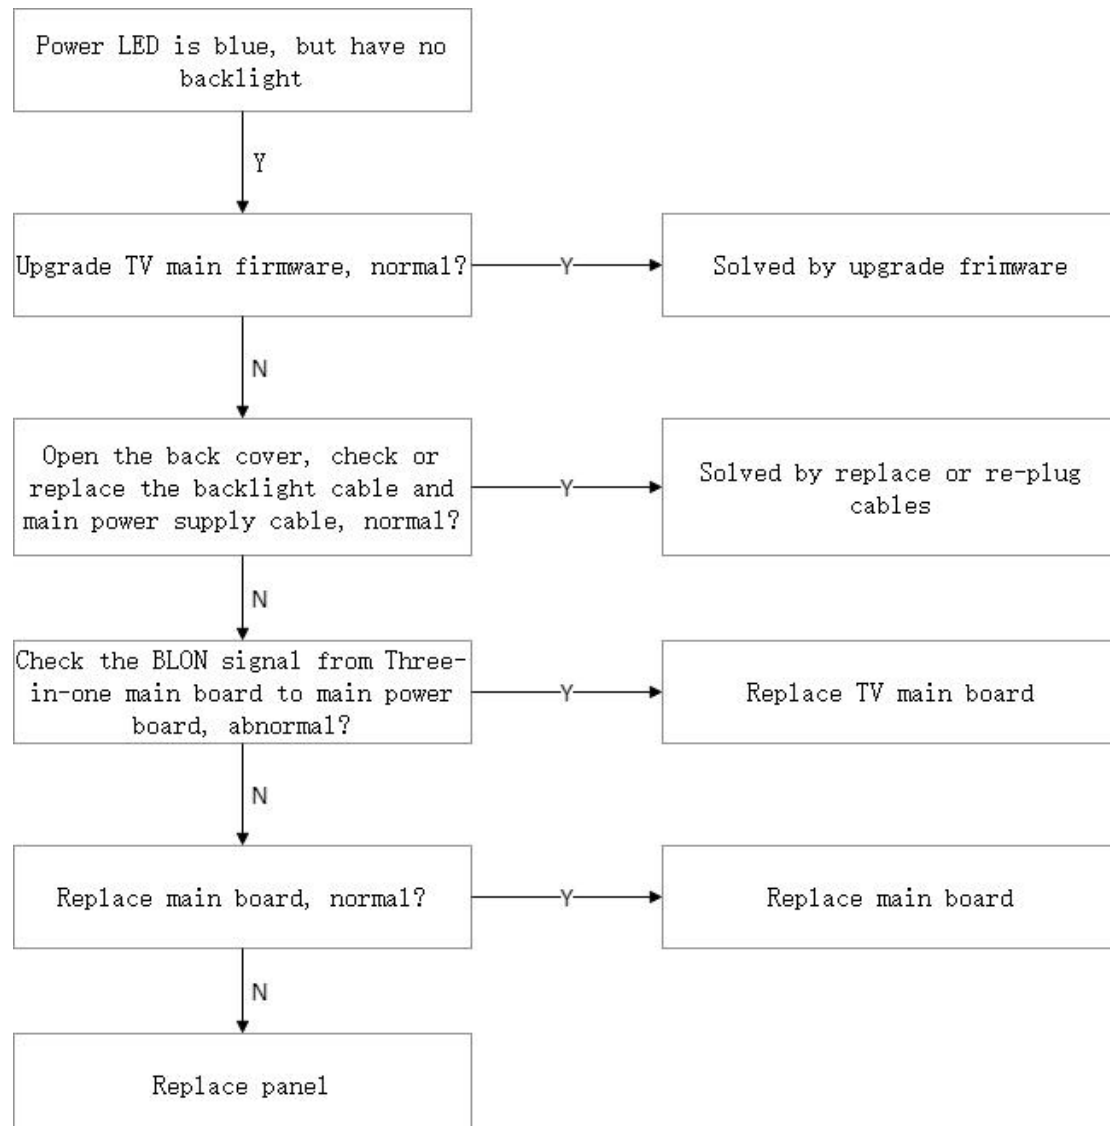 Power LED is blue, but have no
backlight
Y
Upgrade TV main firmware, normal?
Y
Solved by upgrade frimware
N
Open the back cover, check or
replace the backlight cable and
main power supply cable, normal?
Y
Solved by replace or re-plug
cables
N
Check the BLON signal from Three-
in-one main board to main power
board, abnormal?
Y
Replace TV main board
N
Replace main board, normal?
Y
Replace main board
N
Replace panel